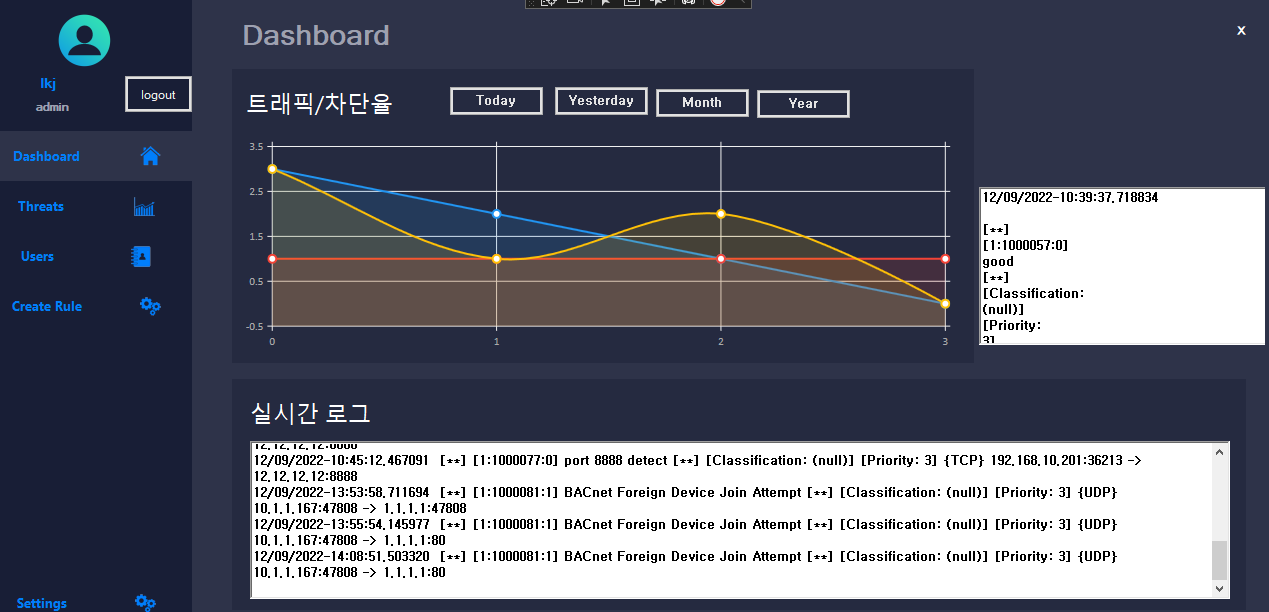 Dashboard
x
lkj
admin
logout
Dashboard
Threats
Users
Create Rule
Settings
트래픽/차단율
Today
Yesterday
Month
Year
3.5
2.5
1.5
0.5
-0.5
0
1
2
3
12/09/2022-10:39:37.718834
[**]
[1:1000057:0]
good
[**]
[Classification:
(null)]
[Priority:
3]
실시간 로그
12.12.12.12:8888
12/09/2022-10:45:12.467091 [**] [1:1000077:0] port 8888 detect [**] [Classification: (null)] [Priority: 3] {TCP} 192.168.10.201:36213 ->
12.12.12.12:8888
12/09/2022-13:53:58.711694 [**] [1:1000081:1] BACnet Foreign Device Join Attempt [**] [Classification: (null)] [Priority: 3] {UDP}
10.1.1.167:47808 -> 1.1.1.1:47808
12/09/2022-13:55:54.145977 [**] [1:1000081:1] BACnet Foreign Device Join Attempt [**] [Classification: (null)] [Priority: 3] {UDP}
10.1.1.167:47808 -> 1.1.1.1:80
12/09/2022-14:08:51.503320 [**] [1:1000081:1] BACnet Foreign Device Join Attempt [**] [Classification: (null)] [Priority: 3] {UDP}
10.1.1.167:47808 -> 1.1.1.1:80